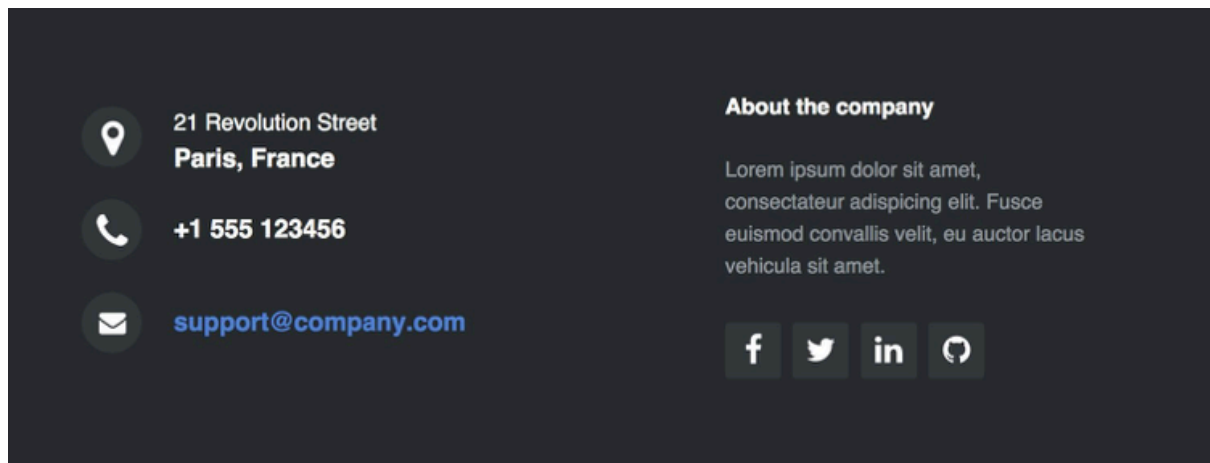 21 Revolution Street
Paris, France
+1 555 123456
support@company.com
About the company
Lorem ipsum dolor sit amet,
consectateur adispicing elit. Fusce
euismod convallis velit, eu auctor lacus
vehicula sit amet.